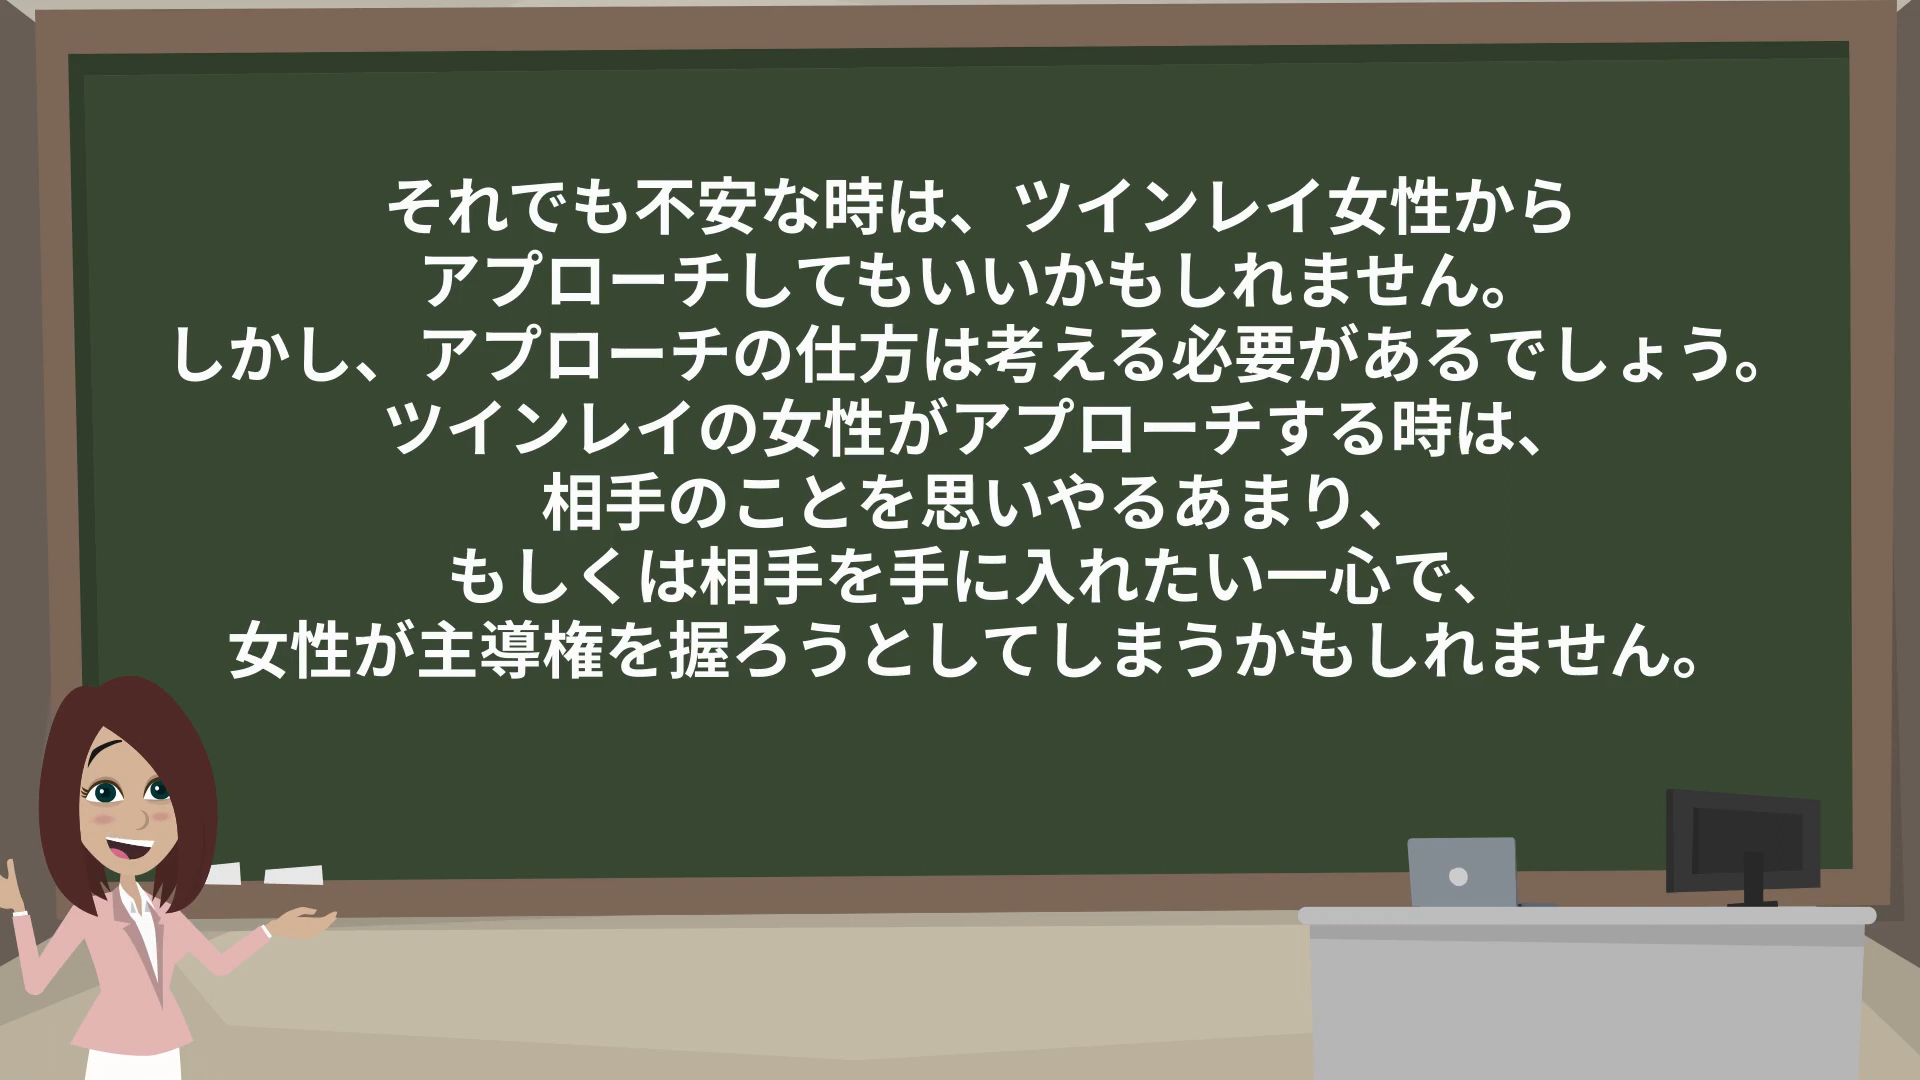 それでも不安な時は、ツインレイ女性から
アプローチしてもいいかもしれません。
しかし、アプローチの仕方は考える必要があるでしょう。
ツインレイの女性がアプローチする時は、
相手のことを思いやるあまり、
もしくは相手を手に入れたい一心で、
女性が主導権を握ろうとしてしまうかもしれません。